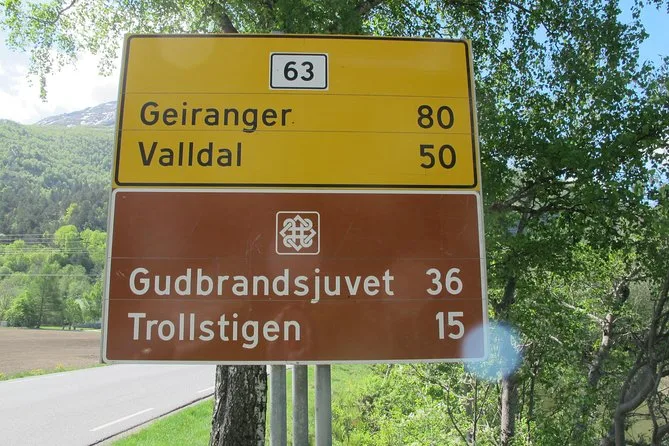 63
Geiranger 80
Valldal 50
Gudbrandsjuvet 36
Trollstigen 15